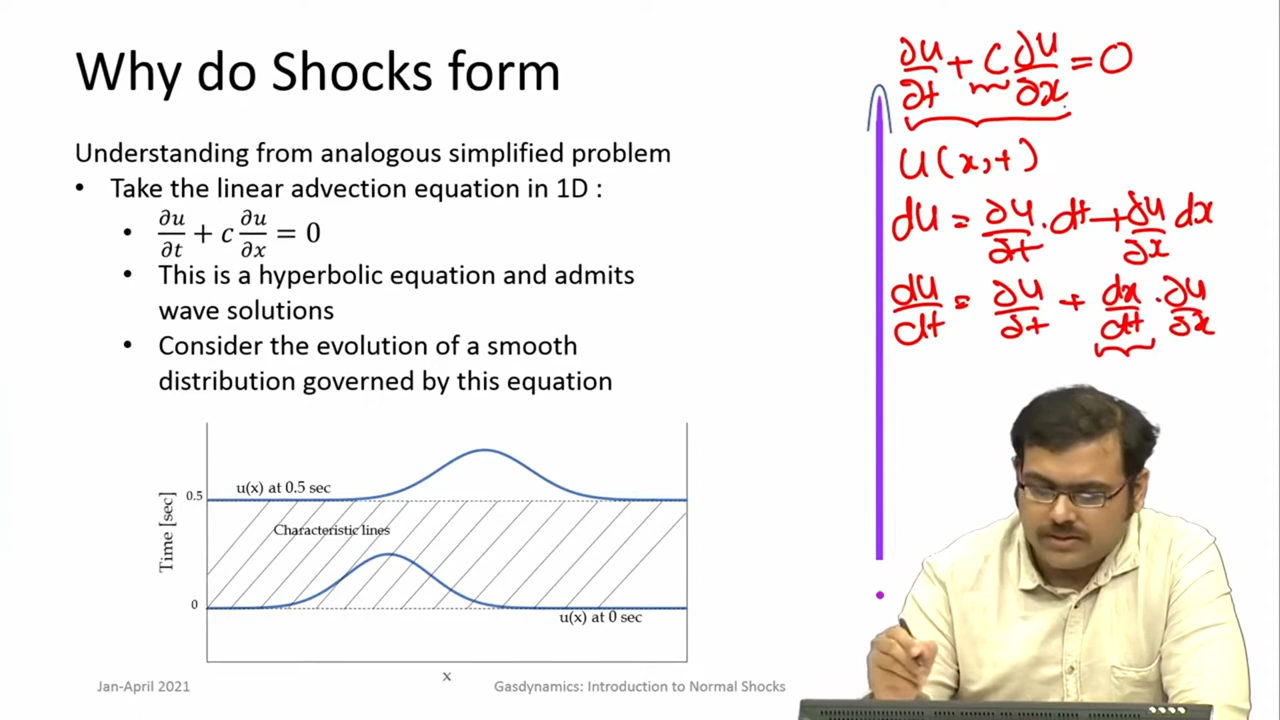 Why do Shocks form
Understanding from analogous simplified problem
• Take the linear advection equation in 1D :
• ∂u/∂t + c ∂u/∂x = 0
• This is a hyperbolic equation and admits
wave solutions
• Consider the evolution of a smooth
distribution governed by this equation
Time [sec]
0.5
u(x) at 0.5 sec
Characteristic lines
0
u(x) at 0 sec
x
Jan-April 2021
Gasdynamics: Introduction to Normal Shocks
∂u/∂t + c ∂u/∂x = 0
u(x,t)
du = ∂u/∂t . dt + ∂u/∂x dx
du/dt = ∂u/∂t + dx/dt . ∂u/∂x